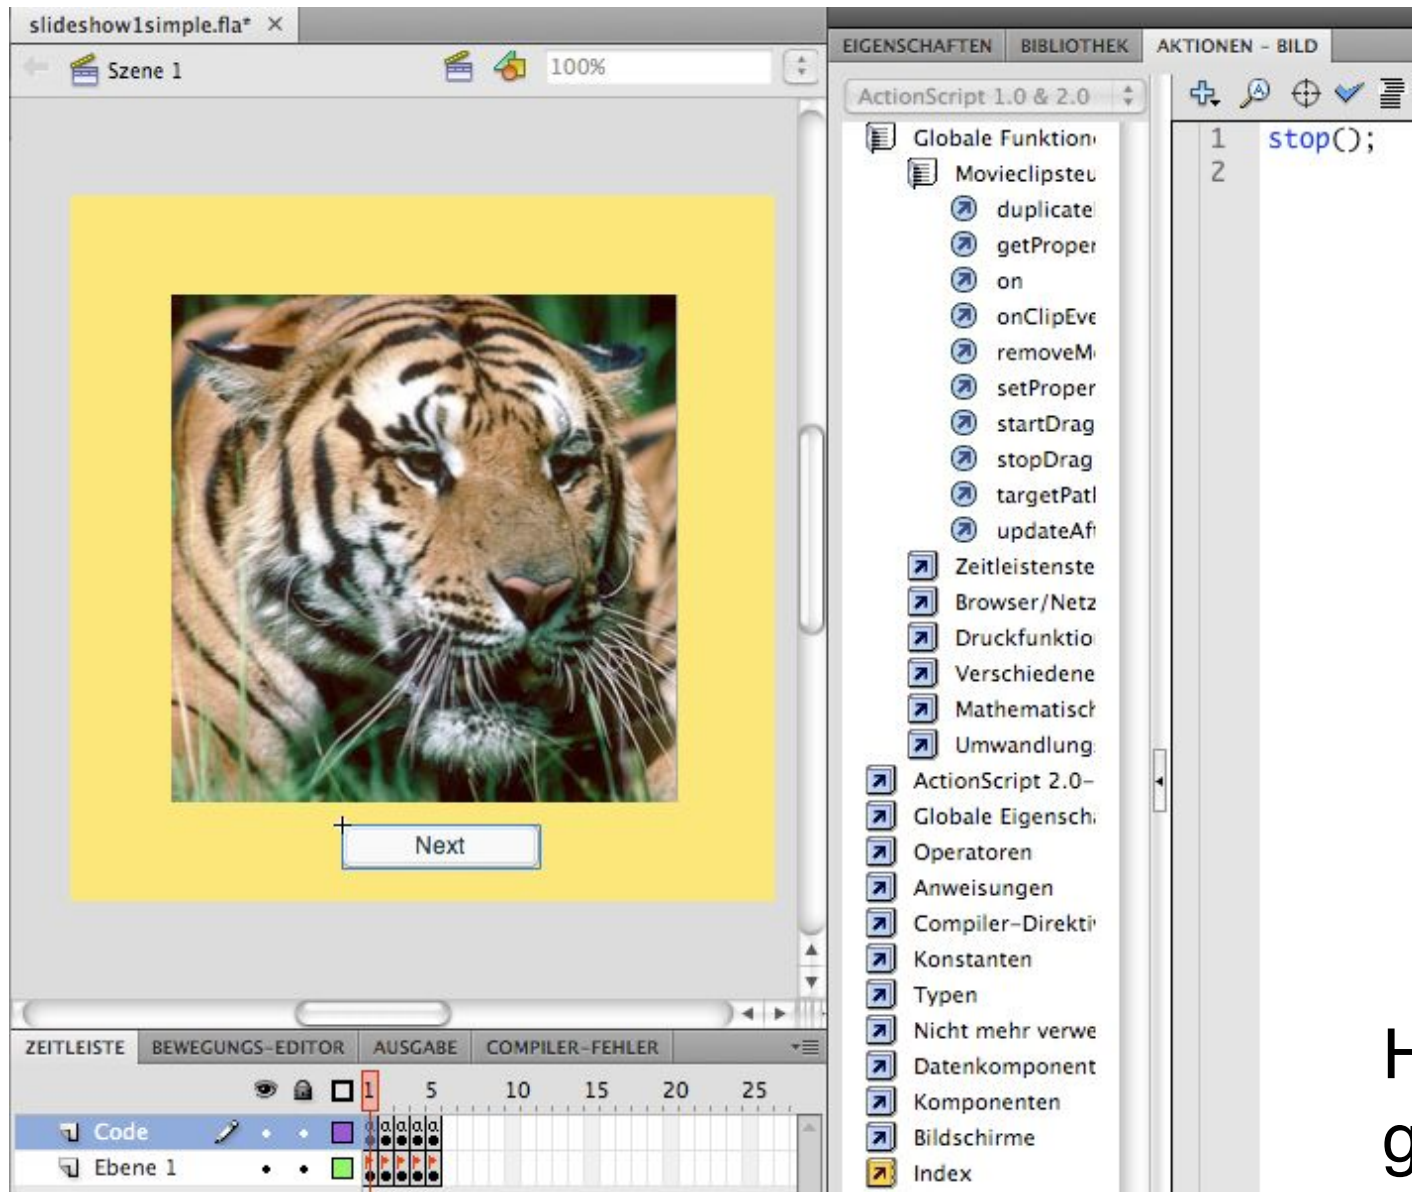 slideshow1simple.fla*
Szene 1
100%
Next
ZEITLEISTE BEWEGUNGS-EDITOR AUSGABE COMPILER-FEHLER
1 5 10 15 20 25
Code
Ebene 1
EIGENSCHAFTEN BIBLIOTHEK AKTIONEN – BILD
ActionScript 1.0 & 2.0
Globale Funktion
Movieclipsteu
duplicate
getProper
on
onClipEve
removeM
setProper
startDrag
stopDrag
targetPat
updateAf
Zeitleistenste
Browser/Netz
Druckfunktio
Verschiedene
Mathematisch
Umwandlung
ActionScript 2.0-
Globale Eigensch
Operatoren
Anweisungen
Compiler-Direkti
Konstanten
Typen
Nicht mehr verwe
Datenkomponent
Komponenten
Bildschirme
Index
1 stop();
2
H
g